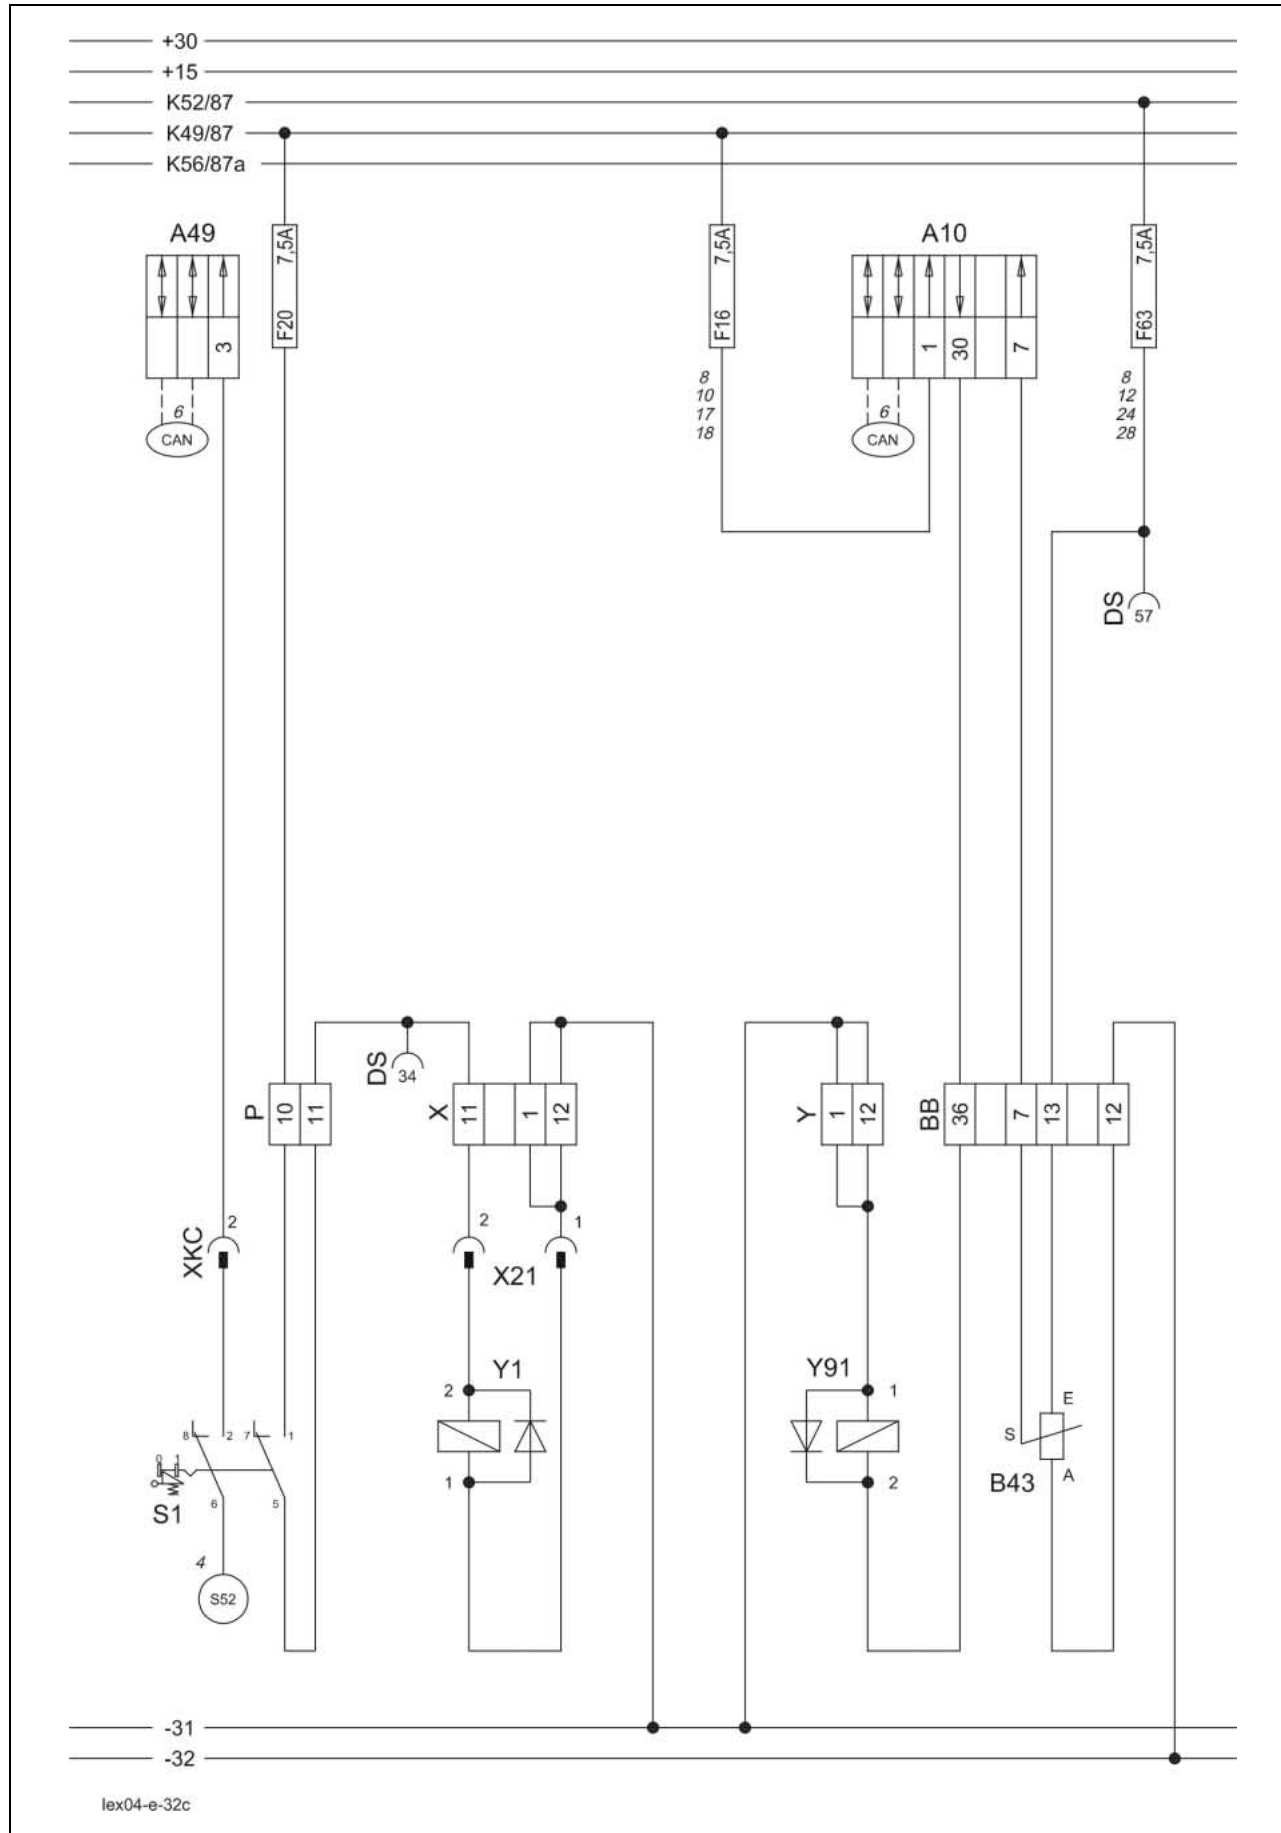 +30
+15
K52/87
K49/87
K56/87a
A49
7,5A
F20
3
6
CAN
7,5A
F16
8
10
17
18
A10
1
30
7
6
CAN
7,5A
F63
8
12
24
28
DS
57
DS
34
P
10
11
X
11
1
12
Y
1
12
BB
36
7
13
12
XKC
2
2
1
X21
Y1
2
1
Y91
1
2
E
S
A
B43
8
2
7
1
0
1
6
5
S1
4
S52
-31
-32
lex04-e-32c